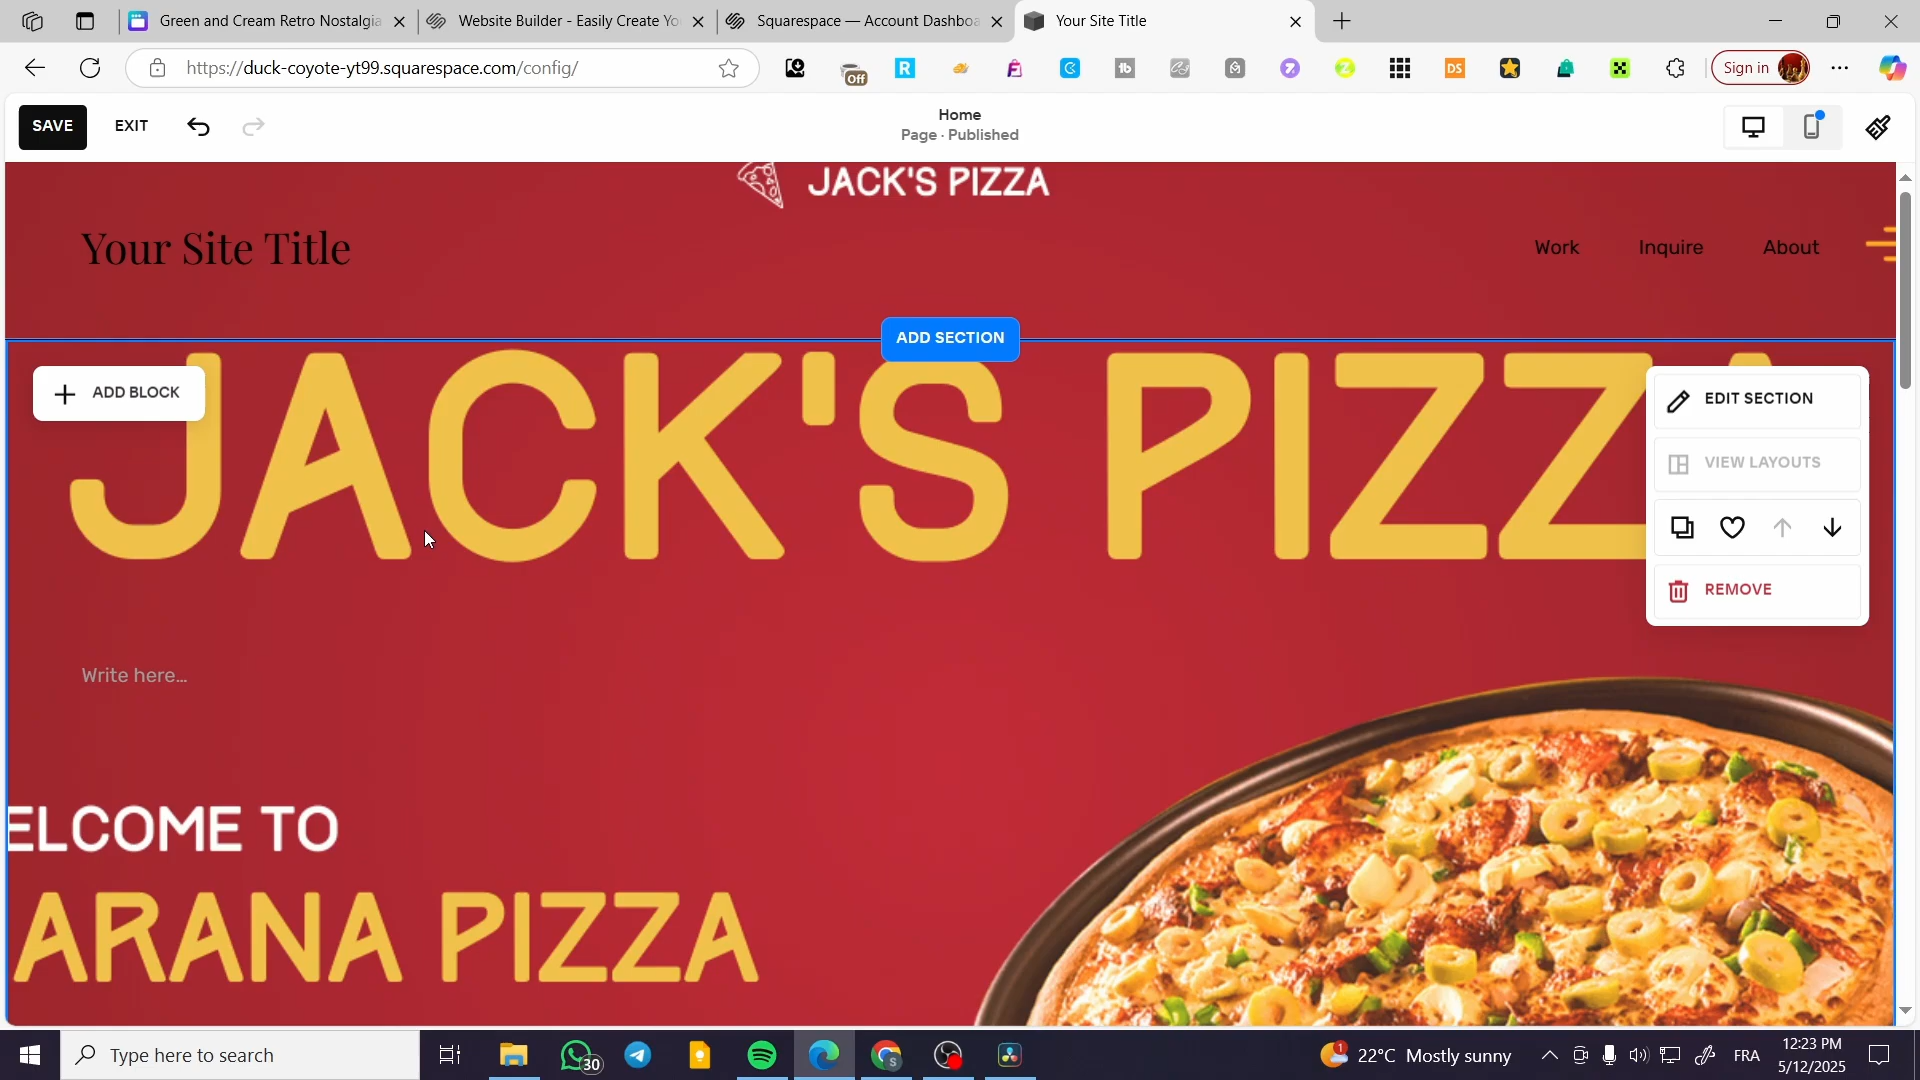 Green and Cream Retro Nostalgia
Website Builder - Easily Create Yo
Squarespace — Account Dashboa
Your Site Title
https://duck-coyote-yt99.squarespace.com/config/
Off
Sign in
SAVE
EXIT
Home
Page · Published
JACK'S PIZZA
Your Site Title
Work
Inquire
About
ADD SECTION
JACK'S PIZZA
ADD BLOCK
EDIT SECTION
VIEW LAYOUTS
REMOVE
Write here...
ELCOME TO
ARANA PIZZA
Type here to search
30
1
22°C Mostly sunny
FRA
12:23 PM
5/12/2025